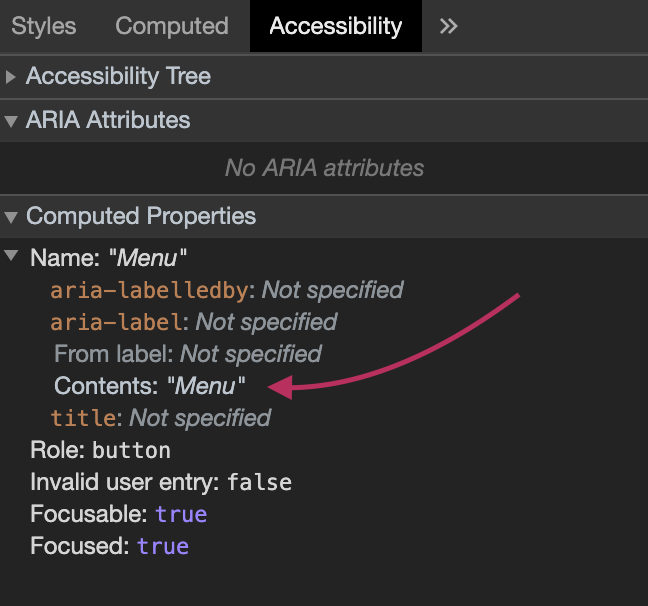 Styles Computed Accessibility »
Accessibility Tree
ARIA Attributes
No ARIA attributes
Computed Properties
Name: "Menu"
aria-labelledby: Not specified
aria-label: Not specified
From label: Not specified
Contents: "Menu"
title: Not specified
Role: button
Invalid user entry: false
Focusable: true
Focused: true